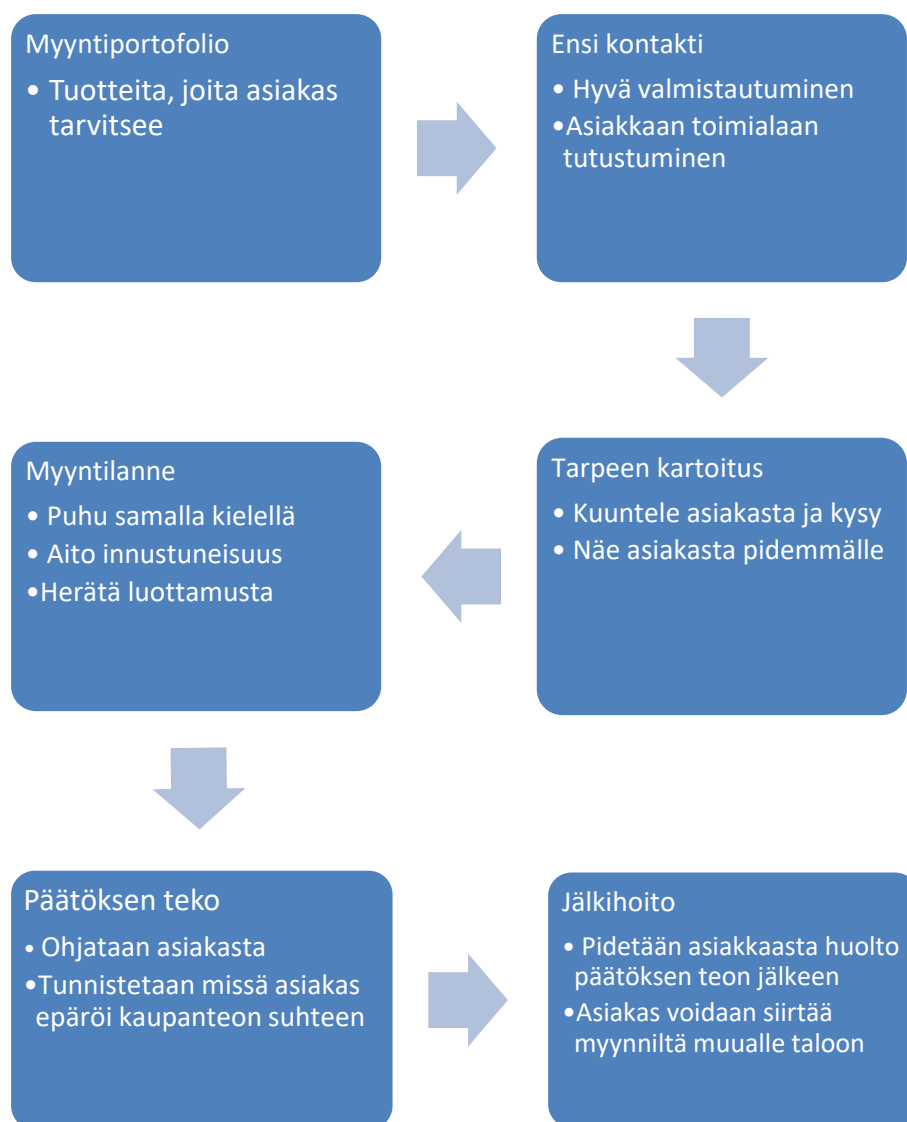 Myyntiportofolio
• Tuotteita, joita asiakas
tarvitsee
Ensi kontakti
• Hyvä valmistautuminen
•Asiakkaan toimialaan
tutustuminen
Tarpeen kartoitus
• Kuuntele asiakasta ja kysy
• Näe asiakasta pidemmälle
Myyntilanne
• Puhu samalla kielellä
• Aito innustuneisuus
•Herätä luottamusta
Päätöksen teko
• Ohjataan asiakasta
•Tunnistetaan missä asiakas
epäröi kaupanteon suhteen
Jälkihoito
• Pidetään asiakkaasta huolto
päätöksen teon jälkeen
•Asiakas voidaan siirtää
myynniltä muualle taloon